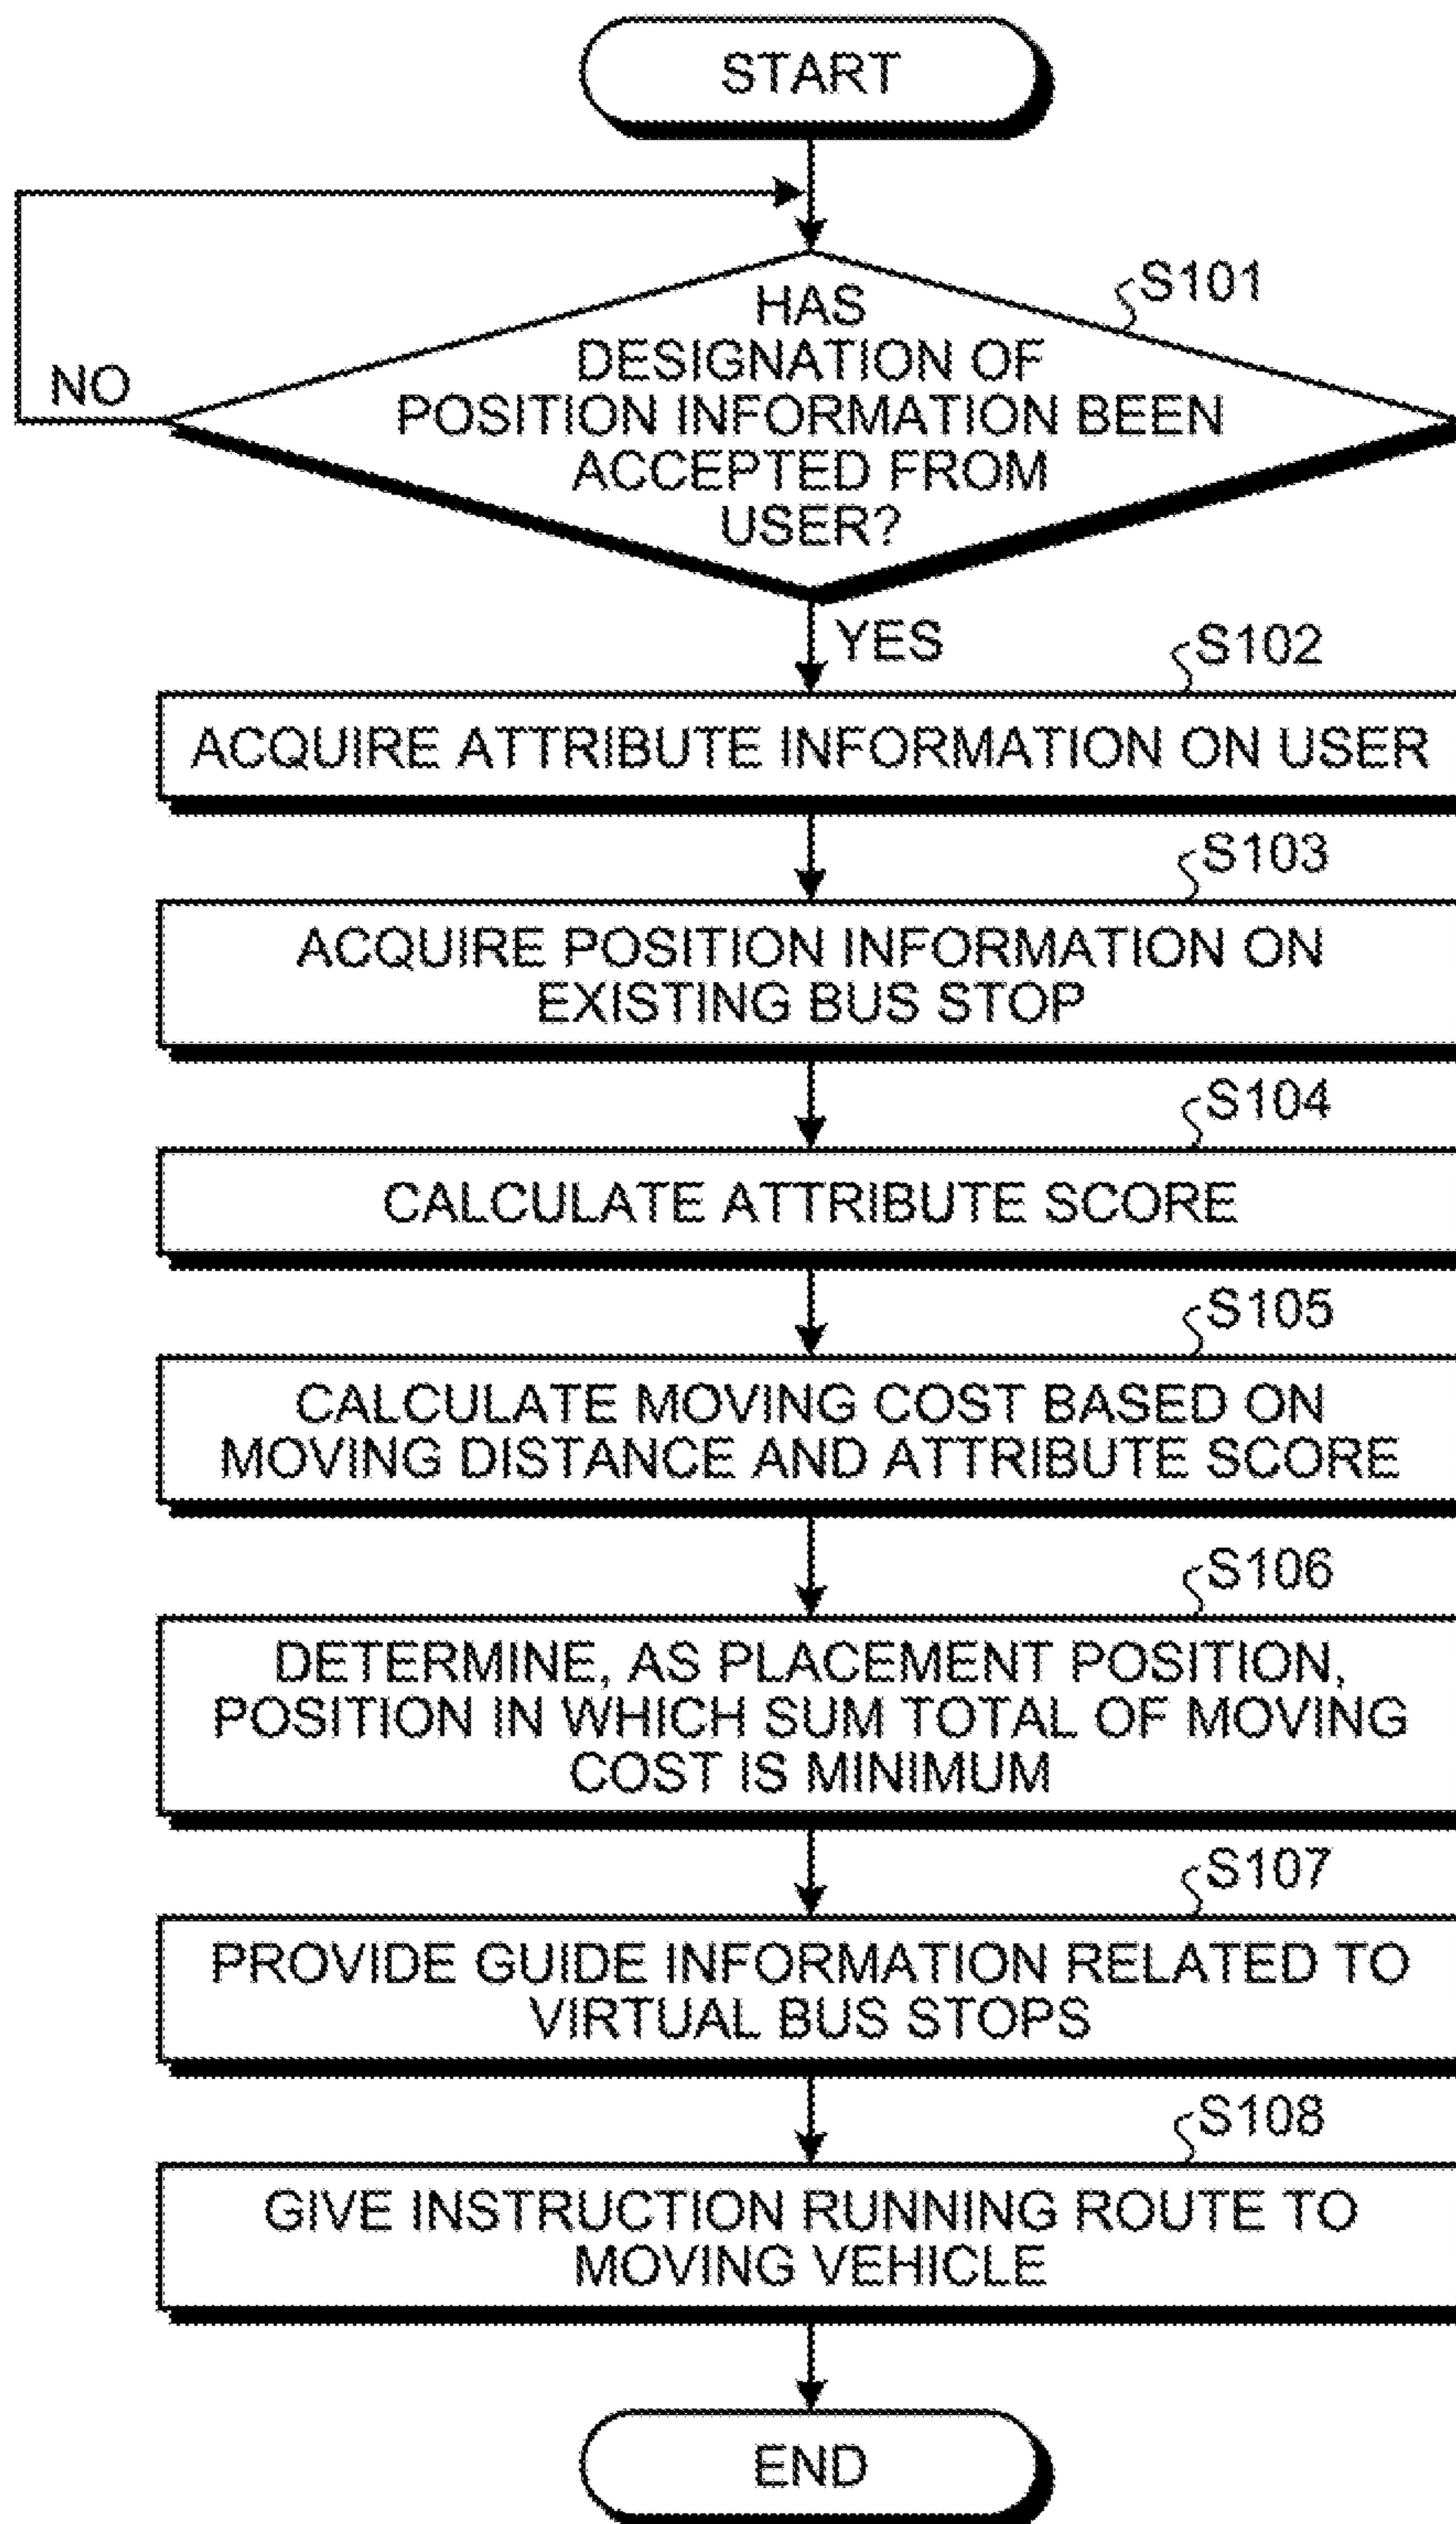 START
S101
HAS
DESIGNATION OF
POSITION INFORMATION BEEN
ACCEPTED FROM
USER?
NO
YES
S102
ACQUIRE ATTRIBUTE INFORMATION ON USER
S103
ACQUIRE POSITION INFORMATION ON
EXISTING BUS STOP
S104
CALCULATE ATTRIBUTE SCORE
S105
CALCULATE MOVING COST BASED ON
MOVING DISTANCE AND ATTRIBUTE SCORE
S106
DETERMINE, AS PLACEMENT POSITION,
POSITION IN WHICH SUM TOTAL OF MOVING
COST IS MINIMUM
S107
PROVIDE GUIDE INFORMATION RELATED TO
VIRTUAL BUS STOPS
S108
GIVE INSTRUCTION RUNNING ROUTE TO
MOVING VEHICLE
END